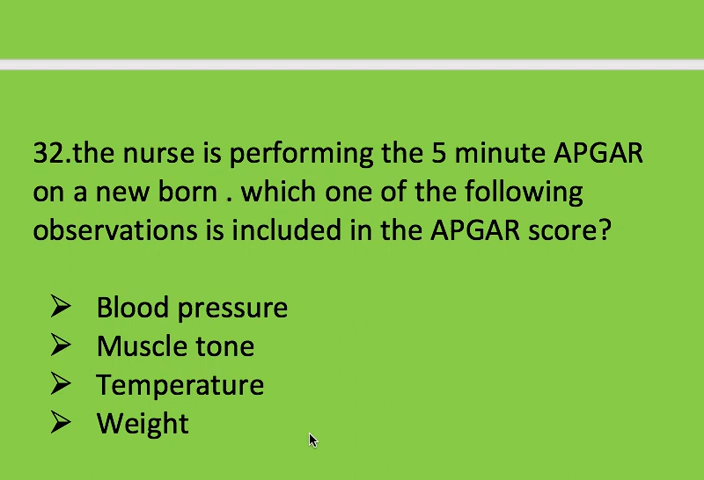 32.the nurse is performing the 5 minute APGAR
on a new born . which one of the following
observations is included in the APGAR score?
➢ Blood pressure
➢ Muscle tone
➢ Temperature
➢ Weight